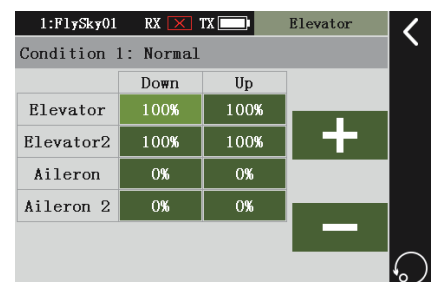 1:FlySky01 RX TX Elevator
Condition 1: Normal
Down Up
Elevator 100% 100%
Elevator2 100% 100%
Aileron 0% 0%
Aileron 2 0% 0%